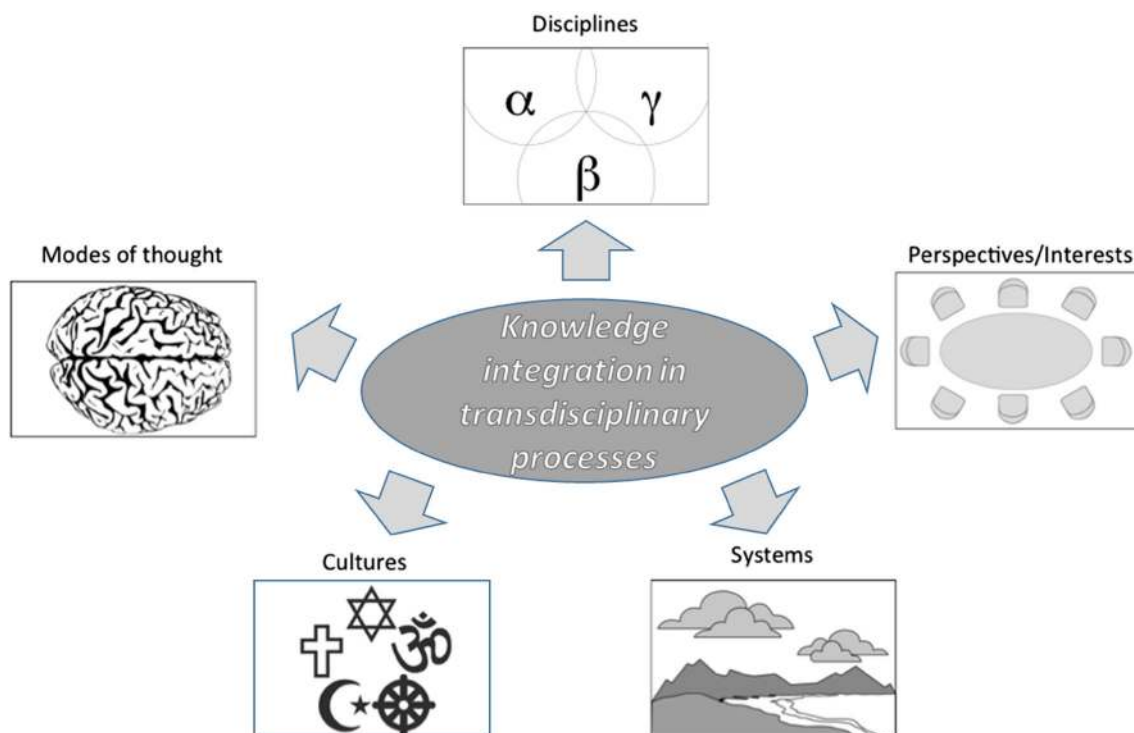 Disciplines
α
γ
β
Modes of thought
Perspectives/Interests
Knowledge
integration in
transdisciplinary
processes
Cultures
Systems
ॐ